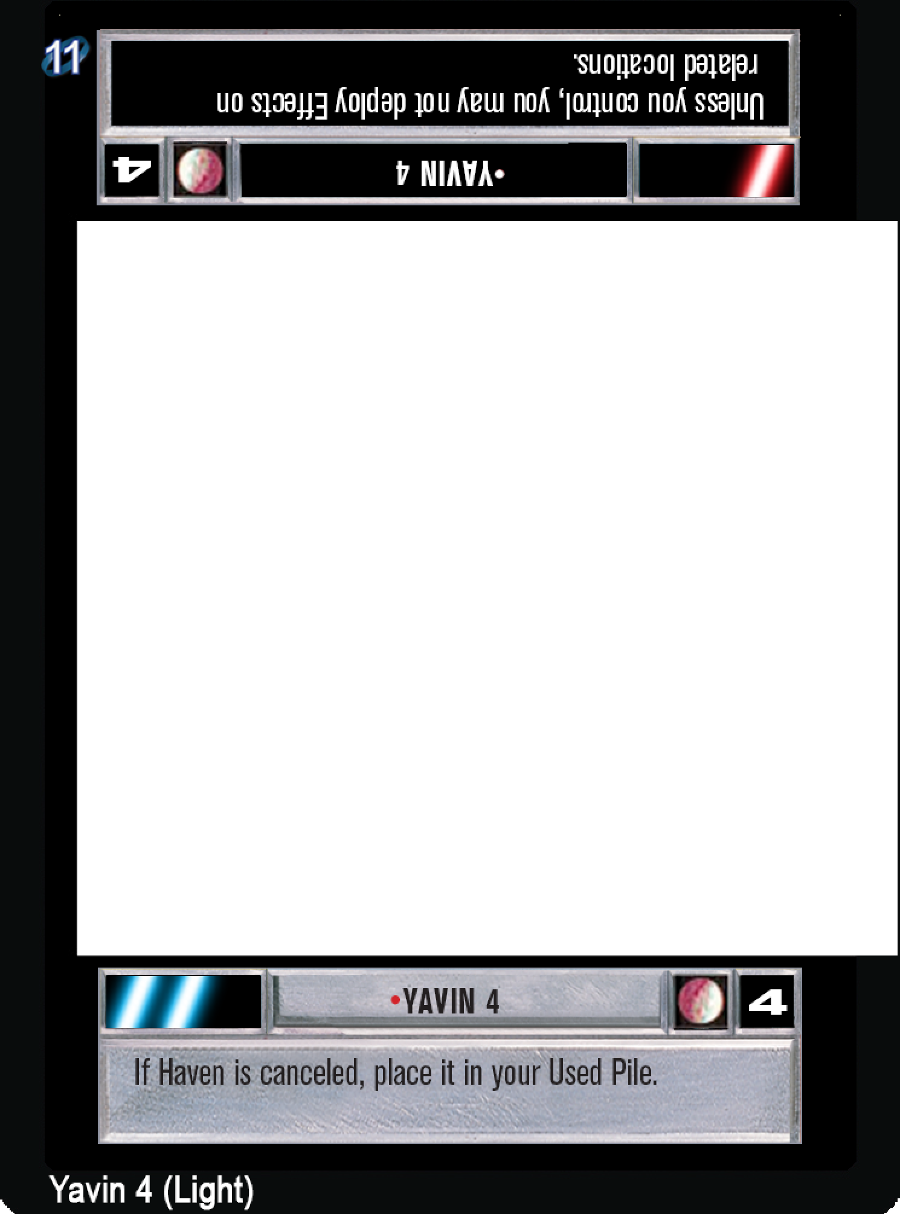 11
Unless you control, you may not deploy Effects on
related locations.
4
•YAVIN 4
•YAVIN 4
4
If Haven is canceled, place it in your Used Pile.
Yavin 4 (Light)